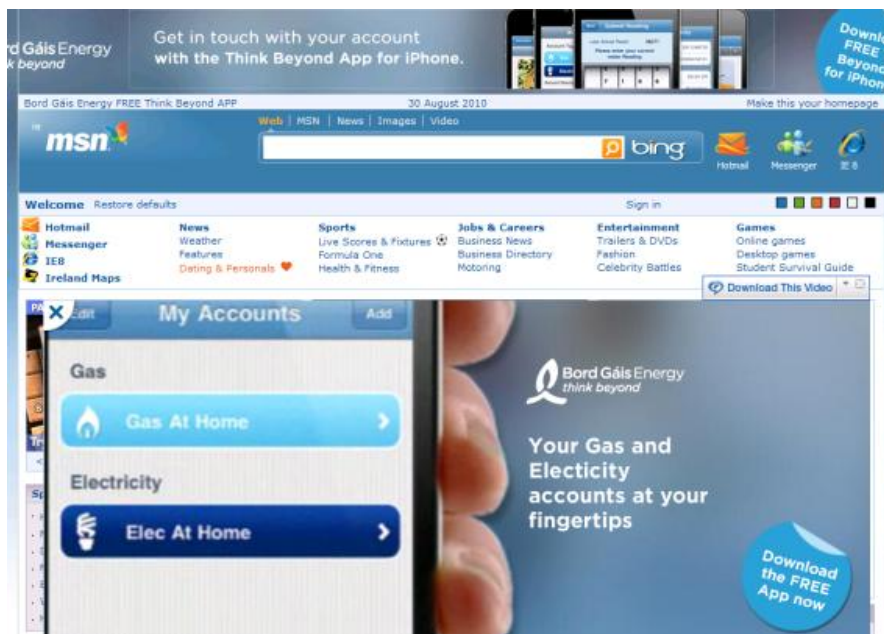 rd Gáis Energy
k beyond
Get in touch with your account
with the Think Beyond App for iPhone.
Downl
FREE
Beyond
for iPhon
Bord Gais Energy FREE Think Beyond APP
30 August 2010
Make this your homepage
msn
Web | MSN | News | Images | Video
bing
Hotmail
Messenger
IE 8
Welcome Restore defaults
Sign in
Hotmail
Messenger
IE8
Ireland Maps
News
Weather
Features
Dating & Personals
Sports
Live Scores & Fixtures
Formula One
Health & Fitness
Jobs & Careers
Business News
Business Directory
Motoring
Entertainment
Trailers & DVDs
Fashion
Celebrity Battles
Games
Online games
Desktop games
Student Survival Guide
Download This Video
Edit
My Accounts
Add
Gas
Gas At Home
Electricity
Elec At Home
Bord Gáis Energy
think beyond
Your Gas and
Electicity
accounts at your
fingertips
Download
the FREE
App now